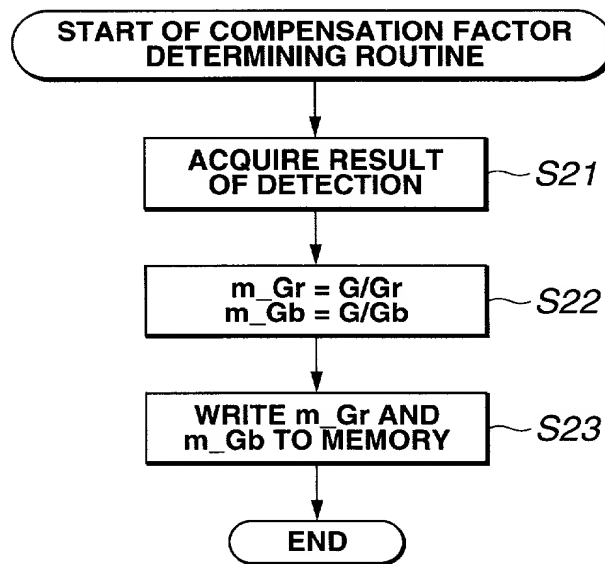 START OF COMPENSATION FACTOR
DETERMINING ROUTINE
ACQUIRE RESULT
OF DETECTION
S21
m_Gr = G/Gr
m_Gb = G/Gb
S22
WRITE m_Gr AND
m_Gb TO MEMORY
S23
END